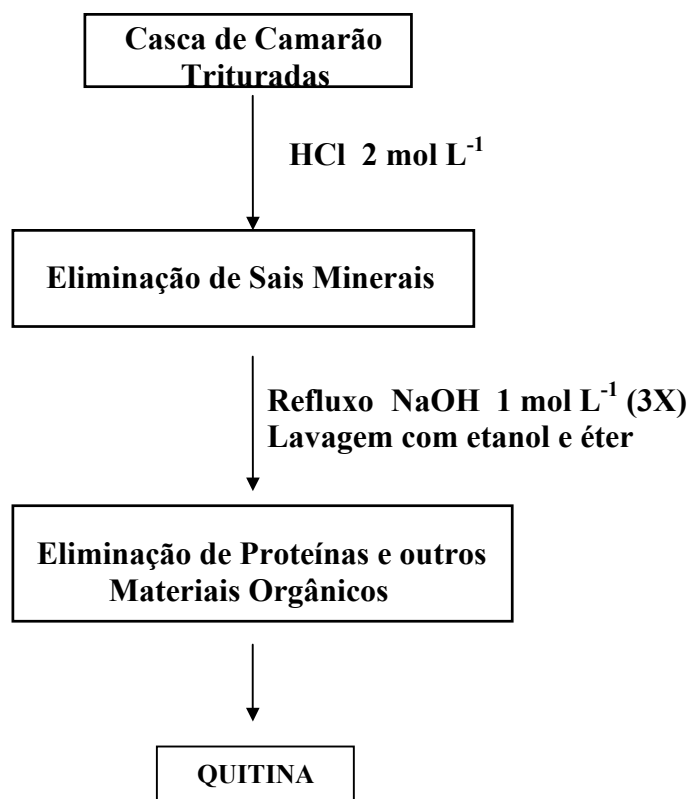 Casca de Camarão
Trituradas
HCl 2 mol L⁻¹
Eliminação de Sais Minerais
Refluxo NaOH 1 mol L⁻¹ (3X)
Lavagem com etanol e éter
Eliminação de Proteínas e outros
Materiais Orgânicos
QUITINA